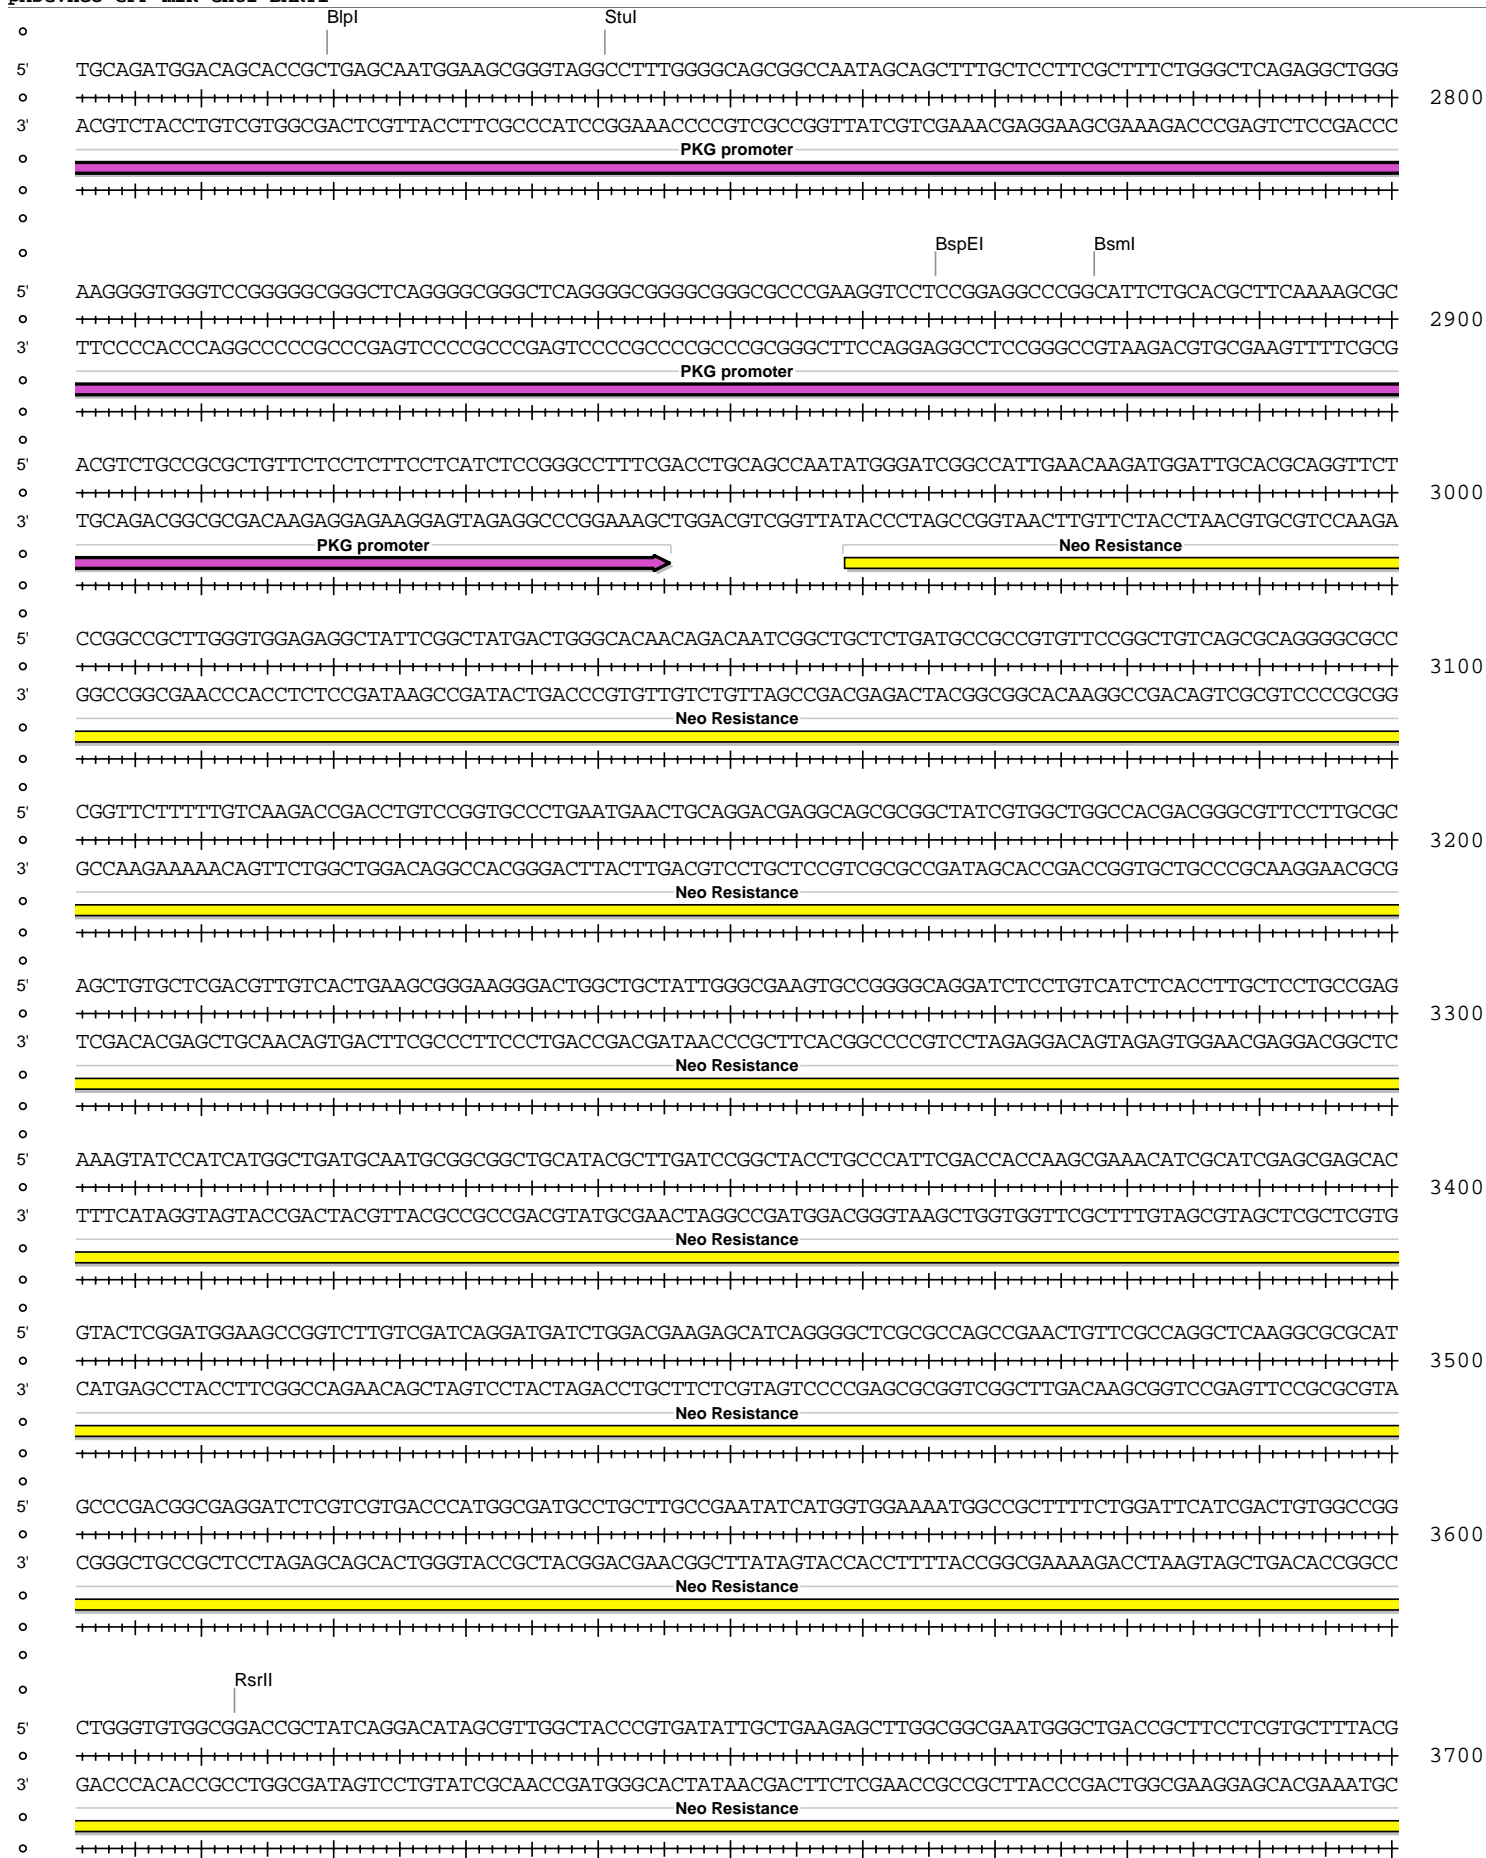 BlpI StuI
5' TGCAGATGGACAGCACCGCTGAGCAATGGAAGCGGGTAGGCCTTTGGGGCAGCGGCCAATAGCAGCTTTGCTCCTTCGCTTTCTGGGCTCAGAGGCTGGG
2800
3' ACGTCTACCTGTCGTGGCGACTCGTTACCTTCGCCCATCCGGAAACCCCGTCGCCGGTTATCGTCGAAACGAGGAAGCGAAAGACCCGAGTCTCCGACCC
PKG promoter
BspEI BsmI
5' AAGGGGTGGGTCCGGGGGCGGGCTCAGGGGCGGGCTCAGGGGCGGGGCGGGCGCCCGAAGGTCCTCCGGAGGCCCGGCATTCTGCACGCTTCAAAAGCGC
2900
3' TTCCCCACCCAGGCCCCCGCCCGAGTCCCCGCCCGAGTCCCCGCCCCGCCCGCGGGCTTCCAGGAGGCCTCCGGGCCGTAAGACGTGCGAAGTTTTCGCG
PKG promoter
5' ACGTCTGCCGCGCTGTTCTCCTCTTCCTCATCTCCGGGCCTTTCGACCTGCAGCCAATATGGGATCGGCCATTGAACAAGATGGATTGCACGCAGGTTCT
3000
3' TGCAGACGGCGCGACAAGAGGAGAAGGAGTAGAGGCCCGGAAAGCTGGACGTCGGTTATACCCTAGCCGGTAACTTGTTCTACCTAACGTGCGTCCAAGA
PKG promoter Neo Resistance
5' CCGGCCGCTTGGGTGGAGAGGCTATTCGGCTATGACTGGGCACAACAGACAATCGGCTGCTCTGATGCCGCCGTGTTCCGGCTGTCAGCGCAGGGGCGCC
3100
3' GGCCGGCGAACCCACCTCTCCGATAAGCCGATACTGACCCGTGTTGTCTGTTAGCCGACGAGACTACGGCGGCACAAGGCCGACAGTCGCGTCCCCGCGG
Neo Resistance
5' CGGTTCTTTTTGTCAAGACCGACCTGTCCGGTGCCCTGAATGAACTGCAGGACGAGGCAGCGCGGCTATCGTGGCTGGCCACGACGGGCGTTCCTTGCGC
3200
3' GCCAAGAAAAACAGTTCTGGCTGGACAGGCCACGGGACTTACTTGACGTCCTGCTCCGTCGCGCCGATAGCACCGACCGGTGCTGCCCGCAAGGAACGCG
Neo Resistance
5' AGCTGTGCTCGACGTTGTCACTGAAGCGGGAAGGGACTGGCTGCTATTGGGCGAAGTGCCGGGGCAGGATCTCCTGTCATCTCACCTTGCTCCTGCCGAG
3300
3' TCGACACGAGCTGCAACAGTGACTTCGCCCTTCCCTGACCGACGATAACCCGCTTCACGGCCCCGTCCTAGAGGACAGTAGAGTGGAACGAGGACGGCTC
Neo Resistance
5' AAAGTATCCATCATGGCTGATGCAATGCGGCGGCTGCATACGCTTGATCCGGCTACCTGCCCATTCGACCACCAAGCGAAACATCGCATCGAGCGAGCAC
3400
3' TTTCATAGGTAGTACCGACTACGTTACGCCGCCGACGTATGCGAACTAGGCCGATGGACGGGTAAGCTGGTGGTTCGCTTTGTAGCGTAGCTCGCTCGTG
Neo Resistance
5' GTACTCGGATGGAAGCCGGTCTTGTCGATCAGGATGATCTGGACGAAGAGCATCAGGGGCTCGCGCCAGCCGAACTGTTCGCCAGGCTCAAGGCGCGCAT
3500
3' CATGAGCCTACCTTCGGCCAGAACAGCTAGTCCTACTAGACCTGCTTCTCGTAGTCCCCGAGCGCGGTCGGCTTGACAAGCGGTCCGAGTTCCGCGCGTA
Neo Resistance
5' GCCCGACGGCGAGGATCTCGTCGTGACCCATGGCGATGCCTGCTTGCCGAATATCATGGTGGAAAATGGCCGCTTTTCTGGATTCATCGACTGTGGCCGG
3600
3' CGGGCTGCCGCTCCTAGAGCAGCACTGGGTACCGCTACGGACGAACGGCTTATAGTACCACCTTTTACCGGCGAAAAGACCTAAGTAGCTGACACCGGCC
Neo Resistance
RsrII
5' CTGGGTGTGGCGGACCGCTATCAGGACATAGCGTTGGCTACCCGTGATATTGCTGAAGAGCTTGGCGGCGAATGGGCTGACCGCTTCCTCGTGCTTTACG
3700
3' GACCCACACCGCCTGGCGATAGTCCTGTATCGCAACCGATGGGCACTATAACGACTTCTCGAACCGCCGCTTACCCGACTGGCGAAGGAGCACGAAATGC
Neo Resistance